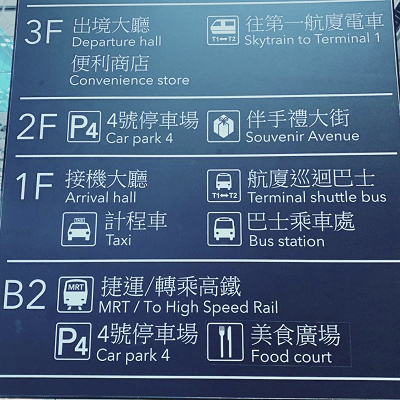 3F 出境大廳 往第一航廈電車
Departure hall T1↔T2 Skytrain to Terminal 1
便利商店
Convenience store
2F P4 4號停車場 伴手禮大街
Car park 4 Souvenir Avenue
1F 接機大廳 航廈巡迴巴士
Arrival hall T1↔T2 Terminal shuttle bus
計程車 巴士乘車處
TAXI Taxi Bus station
B2 MRT 捷運/轉乘高鐵
MRT / To High Speed Rail
P4 4號停車場 美食廣場
Car park 4 Food court